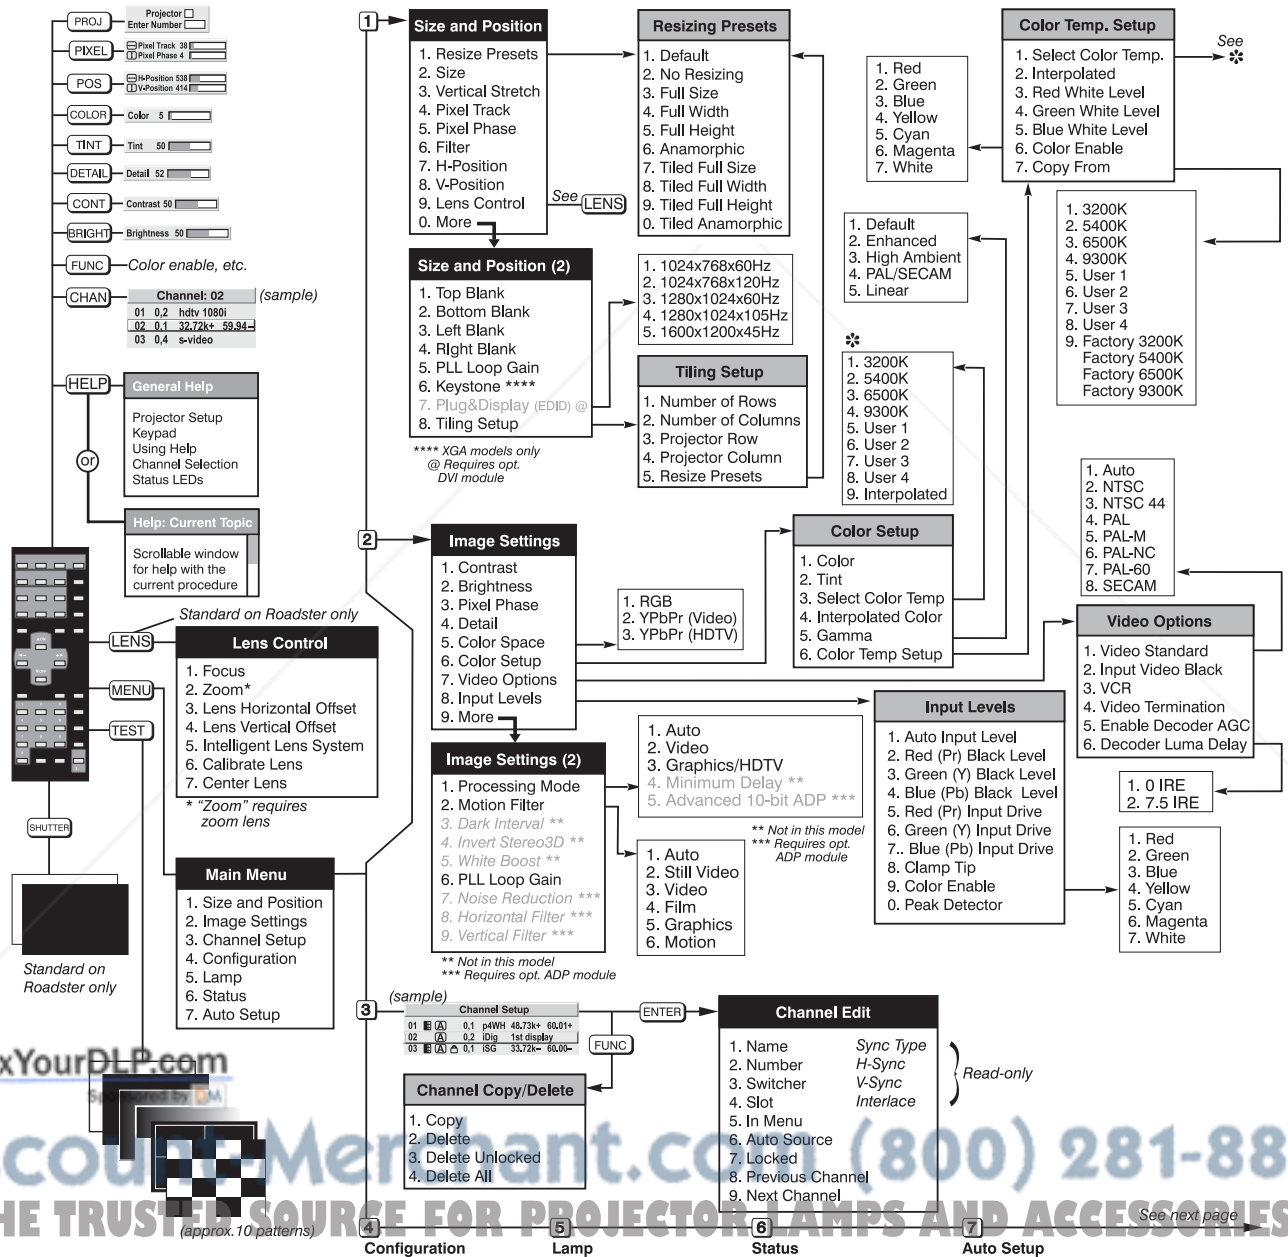 PROJ
Projector
Enter Number
PIXEL
Pixel Track 38
Pixel Phase 4
POS
H-Position 538
V-Position 414
COLOR
Color 5
TINT
Tint 50
DETAIL
Detail 52
CONT
Contrast 50
BRIGHT
Brightness 50
FUNC
Color enable, etc.
CHAN
Channel: 02
(sample)
01 0,2 hdtv 1080i
02 0,1 32.72k+ 59.94–
03 0,4 s-video
HELP
General Help
Projector Setup
Keypad
Using Help
Channel Selection
Status LEDs
or
Help: Current Topic
Scrollable window
for help with the
current procedure
Standard on Roadster only
LENS
Lens Control
1. Focus
2. Zoom*
3. Lens Horizontal Offset
4. Lens Vertical Offset
5. Intelligent Lens System
6. Calibrate Lens
7. Center Lens
* "Zoom" requires
zoom lens
MENU
TEST
SHUTTER
Standard on
Roadster only
Main Menu
1. Size and Position
2. Image Settings
3. Channel Setup
4. Configuration
5. Lamp
6. Status
7. Auto Setup
(approx.10 patterns)
1
Size and Position
1. Resize Presets
2. Size
3. Vertical Stretch
4. Pixel Track
5. Pixel Phase
6. Filter
7. H-Position
8. V-Position
9. Lens Control
0. More
See LENS
Resizing Presets
1. Default
2. No Resizing
3. Full Size
4. Full Width
5. Full Height
6. Anamorphic
7. Tiled Full Size
8. Tiled Full Width
9. Tiled Full Height
0. Tiled Anamorphic
Size and Position (2)
1. Top Blank
2. Bottom Blank
3. Left Blank
4. RIght Blank
5. PLL Loop Gain
6. Keystone ****
7. Plug&Display (EDID) @
8. Tiling Setup
**** XGA models only
@ Requires opt.
DVI module
1. 1024x768x60Hz
2. 1024x768x120Hz
3. 1280x1024x60Hz
4. 1280x1024x105Hz
5. 1600x1200x45Hz
Tiling Setup
1. Number of Rows
2. Number of Columns
3. Projector Row
4. Projector Column
5. Resize Presets
Color Temp. Setup
1. Select Color Temp.
2. Interpolated
3. Red White Level
4. Green White Level
5. Blue White Level
6. Color Enable
7. Copy From
See
✽
1. Red
2. Green
3. Blue
4. Yellow
5. Cyan
6. Magenta
7. White
1. Default
2. Enhanced
3. High Ambient
4. PAL/SECAM
5. Linear
1. 3200K
2. 5400K
3. 6500K
4. 9300K
5. User 1
6. User 2
7. User 3
8. User 4
9. Factory 3200K
Factory 5400K
Factory 6500K
Factory 9300K
✽
1. 3200K
2. 5400K
3. 6500K
4. 9300K
5. User 1
6. User 2
7. User 3
8. User 4
9. Interpolated
2
Image Settings
1. Contrast
2. Brightness
3. Pixel Phase
4. Detail
5. Color Space
6. Color Setup
7. Video Options
8. Input Levels
9. More
1. RGB
2. YPbPr (Video)
3. YPbPr (HDTV)
Color Setup
1. Color
2. Tint
3. Select Color Temp
4. Interpolated Color
5. Gamma
6. Color Temp Setup
1. Auto
2. NTSC
3. NTSC 44
4. PAL
5. PAL-M
6. PAL-NC
7. PAL-60
8. SECAM
Video Options
1. Video Standard
2. Input Video Black
3. VCR
4. Video Termination
5. Enable Decoder AGC
6. Decoder Luma Delay
1. 0 IRE
2. 7.5 IRE
Input Levels
1. Auto Input Level
2. Red (Pr) Black Level
3. Green (Y) Black Level
4. Blue (Pb) Black Level
5. Red (Pr) Input Drive
6. Green (Y) Input Drive
7.. Blue (Pb) Input Drive
8. Clamp Tip
9. Color Enable
0. Peak Detector
1. Red
2. Green
3. Blue
4. Yellow
5. Cyan
6. Magenta
7. White
Image Settings (2)
1. Processing Mode
2. Motion Filter
3. Dark Interval **
4. Invert Stereo3D **
5. White Boost **
6. PLL Loop Gain
7. Noise Reduction ***
8. Horizontal Filter ***
9. Vertical Filter ***
** Not in this model
*** Requires opt. ADP module
1. Auto
2. Video
3. Graphics/HDTV
4. Minimum Delay **
5. Advanced 10-bit ADP ***
** Not in this model
*** Requires opt.
ADP module
1. Auto
2. Still Video
3. Video
4. Film
5. Graphics
6. Motion
3
(sample)
Channel Setup
01 A 0,1 p4WH 48.73k+ 60.01+
02 A 0,2 iDig 1st display
03 A 0,1 iSG 33.72k– 60.00–
ENTER
FUNC
Channel Copy/Delete
1. Copy
2. Delete
3. Delete Unlocked
4. Delete All
Channel Edit
1. Name Sync Type
2. Number H-Sync
3. Switcher V-Sync
4. Slot Interlace
5. In Menu
6. Auto Source
7. Locked
8. Previous Channel
9. Next Channel
Read-only
xYourDLP.com
Sponsored by DM
count-Merchant.com (800) 281-88
HE TRUSTED SOURCE FOR PROJECTOR LAMPS AND ACCESSORIES
See next page
4
Configuration
5
Lamp
6
Status
7
Auto Setup